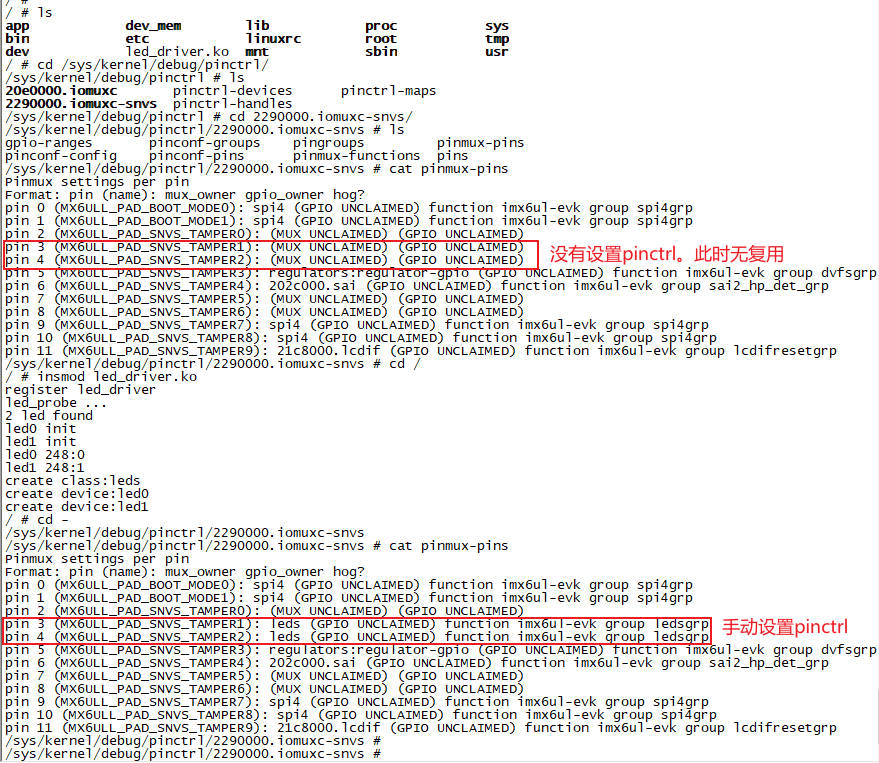 / #
/ # ls
app             dev_mem         lib             proc            sys
bin             etc             linuxrc         root            tmp
dev             led_driver.ko   mnt             sbin            usr
/ # cd /sys/kernel/debug/pinctrl/
/sys/kernel/debug/pinctrl # ls
20e0000.iomuxc        pinctrl-devices       pinctrl-maps
2290000.iomuxc-snvs   pinctrl-handles
/sys/kernel/debug/pinctrl # cd 2290000.iomuxc-snvs/
/sys/kernel/debug/pinctrl/2290000.iomuxc-snvs # ls
gpio-ranges        pinconf-groups     pingroups          pinmux-pins
pinconf-config     pinconf-pins       pinmux-functions   pins
/sys/kernel/debug/pinctrl/2290000.iomuxc-snvs # cat pinmux-pins
Pinmux settings per pin
Format: pin (name): mux_owner gpio_owner hog?
pin 0 (MX6ULL_PAD_BOOT_MODE0): spi4 (GPIO UNCLAIMED) function imx6ul-evk group spi4grp
pin 1 (MX6ULL_PAD_BOOT_MODE1): spi4 (GPIO UNCLAIMED) function imx6ul-evk group spi4grp
pin 2 (MX6ULL_PAD_SNVS_TAMPER0): (MUX UNCLAIMED) (GPIO UNCLAIMED)
pin 3 (MX6ULL_PAD_SNVS_TAMPER1): (MUX UNCLAIMED) (GPIO UNCLAIMED)
pin 4 (MX6ULL_PAD_SNVS_TAMPER2): (MUX UNCLAIMED) (GPIO UNCLAIMED)
没有设置pinctrl。此时无复用
pin 5 (MX6ULL_PAD_SNVS_TAMPER3): regulators:regulator-gpio (GPIO UNCLAIMED) function imx6ul-evk group dvfsgrp
pin 6 (MX6ULL_PAD_SNVS_TAMPER4): 202c000.sai (GPIO UNCLAIMED) function imx6ul-evk group sai2_hp_det_grp
pin 7 (MX6ULL_PAD_SNVS_TAMPER5): (MUX UNCLAIMED) (GPIO UNCLAIMED)
pin 8 (MX6ULL_PAD_SNVS_TAMPER6): (MUX UNCLAIMED) (GPIO UNCLAIMED)
pin 9 (MX6ULL_PAD_SNVS_TAMPER7): spi4 (GPIO UNCLAIMED) function imx6ul-evk group spi4grp
pin 10 (MX6ULL_PAD_SNVS_TAMPER8): spi4 (GPIO UNCLAIMED) function imx6ul-evk group spi4grp
pin 11 (MX6ULL_PAD_SNVS_TAMPER9): 21c8000.lcdif (GPIO UNCLAIMED) function imx6ul-evk group lcdifresetgrp
/sys/kernel/debug/pinctrl/2290000.iomuxc-snvs # cd /
/ # insmod led_driver.ko
register led_driver
led_probe ...
2 led found
led0 init
led1 init
led0 248:0
led1 248:1
create class:leds
create device:led0
create device:led1
/ # cd -
/sys/kernel/debug/pinctrl/2290000.iomuxc-snvs
/sys/kernel/debug/pinctrl/2290000.iomuxc-snvs # cat pinmux-pins
Pinmux settings per pin
Format: pin (name): mux_owner gpio_owner hog?
pin 0 (MX6ULL_PAD_BOOT_MODE0): spi4 (GPIO UNCLAIMED) function imx6ul-evk group spi4grp
pin 1 (MX6ULL_PAD_BOOT_MODE1): spi4 (GPIO UNCLAIMED) function imx6ul-evk group spi4grp
pin 2 (MX6ULL_PAD_SNVS_TAMPER0): (MUX UNCLAIMED) (GPIO UNCLAIMED)
pin 3 (MX6ULL_PAD_SNVS_TAMPER1): leds (GPIO UNCLAIMED) function imx6ul-evk group ledsgrp
pin 4 (MX6ULL_PAD_SNVS_TAMPER2): leds (GPIO UNCLAIMED) function imx6ul-evk group ledsgrp
手动设置pinctrl
pin 5 (MX6ULL_PAD_SNVS_TAMPER3): regulators:regulator-gpio (GPIO UNCLAIMED) function imx6ul-evk group dvfsgrp
pin 6 (MX6ULL_PAD_SNVS_TAMPER4): 202c000.sai (GPIO UNCLAIMED) function imx6ul-evk group sai2_hp_det_grp
pin 7 (MX6ULL_PAD_SNVS_TAMPER5): (MUX UNCLAIMED) (GPIO UNCLAIMED)
pin 8 (MX6ULL_PAD_SNVS_TAMPER6): (MUX UNCLAIMED) (GPIO UNCLAIMED)
pin 9 (MX6ULL_PAD_SNVS_TAMPER7): spi4 (GPIO UNCLAIMED) function imx6ul-evk group spi4grp
pin 10 (MX6ULL_PAD_SNVS_TAMPER8): spi4 (GPIO UNCLAIMED) function imx6ul-evk group spi4grp
pin 11 (MX6ULL_PAD_SNVS_TAMPER9): 21c8000.lcdif (GPIO UNCLAIMED) function imx6ul-evk group lcdifresetgrp
/sys/kernel/debug/pinctrl/2290000.iomuxc-snvs #
/sys/kernel/debug/pinctrl/2290000.iomuxc-snvs #